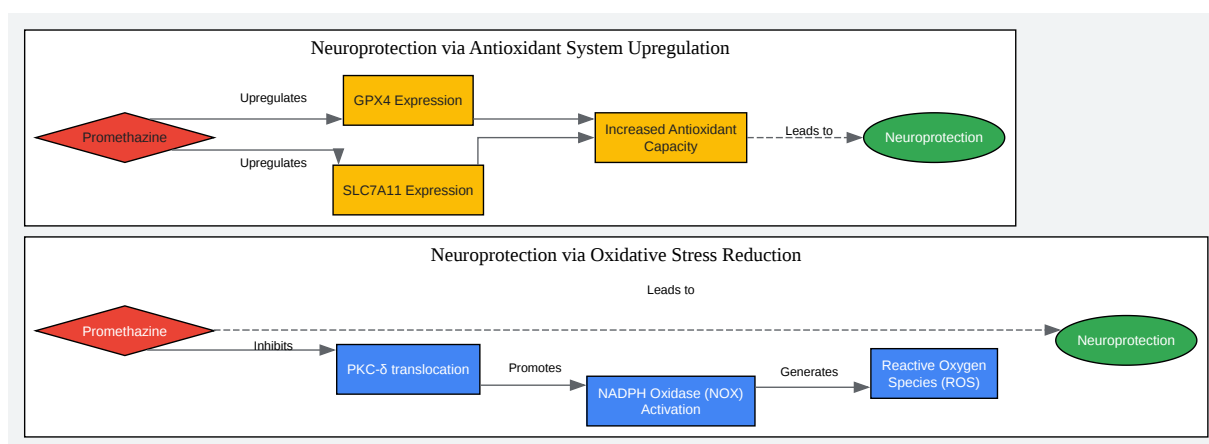 Neuroprotection via Antioxidant System Upregulation
Promethazine
Upregulates
Upregulates
GPX4 Expression
SLC7A11 Expression
Increased Antioxidant
Capacity
Leads to
Neuroprotection
Neuroprotection via Oxidative Stress Reduction
Leads to
Promethazine
Inhibits
PKC-δ translocation
Promotes
NADPH Oxidase (NOX)
Activation
Generates
Reactive Oxygen
Species (ROS)
Neuroprotection